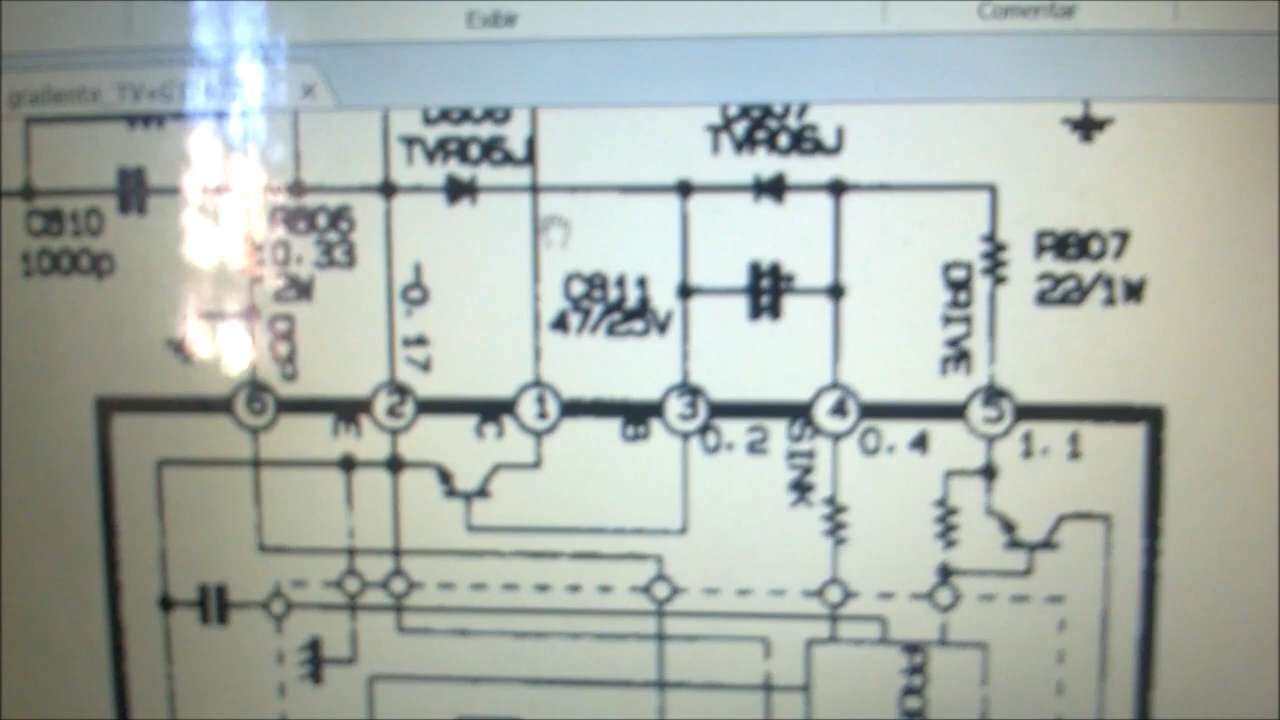 Exibir
Comentar
gradiente_TV+G
TVR06J
TVR06J
C810
1000p
R806
0.33
2W
-0.17
OCP
C811
47/25V
DRIVE
R807
22/1W
6
E
2
C
1
B
3
0.2
SINK
4
0.4
5
1.1